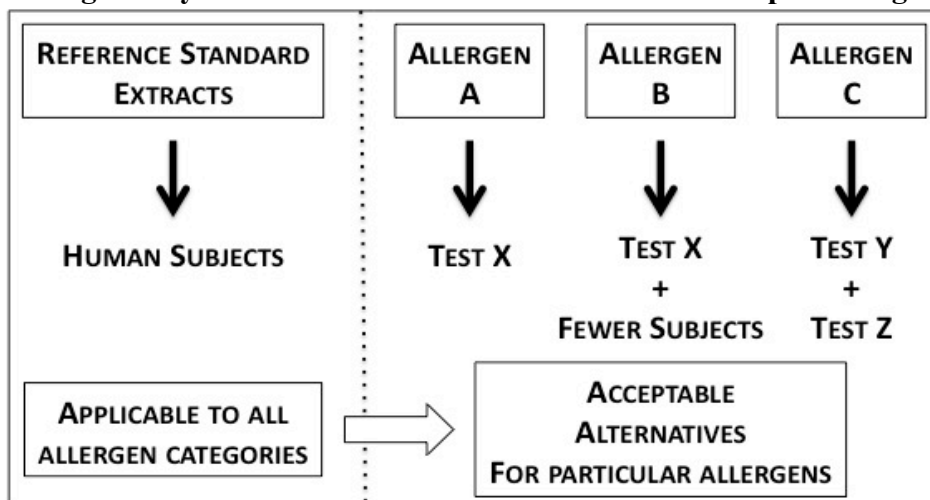 REFERENCE STANDARD
EXTRACTS
HUMAN SUBJECTS
APPLICABLE TO ALL
ALLERGEN CATEGORIES
ALLERGEN
A
TEST X
ALLERGEN
B
TEST X
+
FEWER SUBJECTS
ALLERGEN
C
TEST Y
+
TEST Z
ACCEPTABLE
ALTERNATIVES
FOR PARTICULAR ALLERGENS